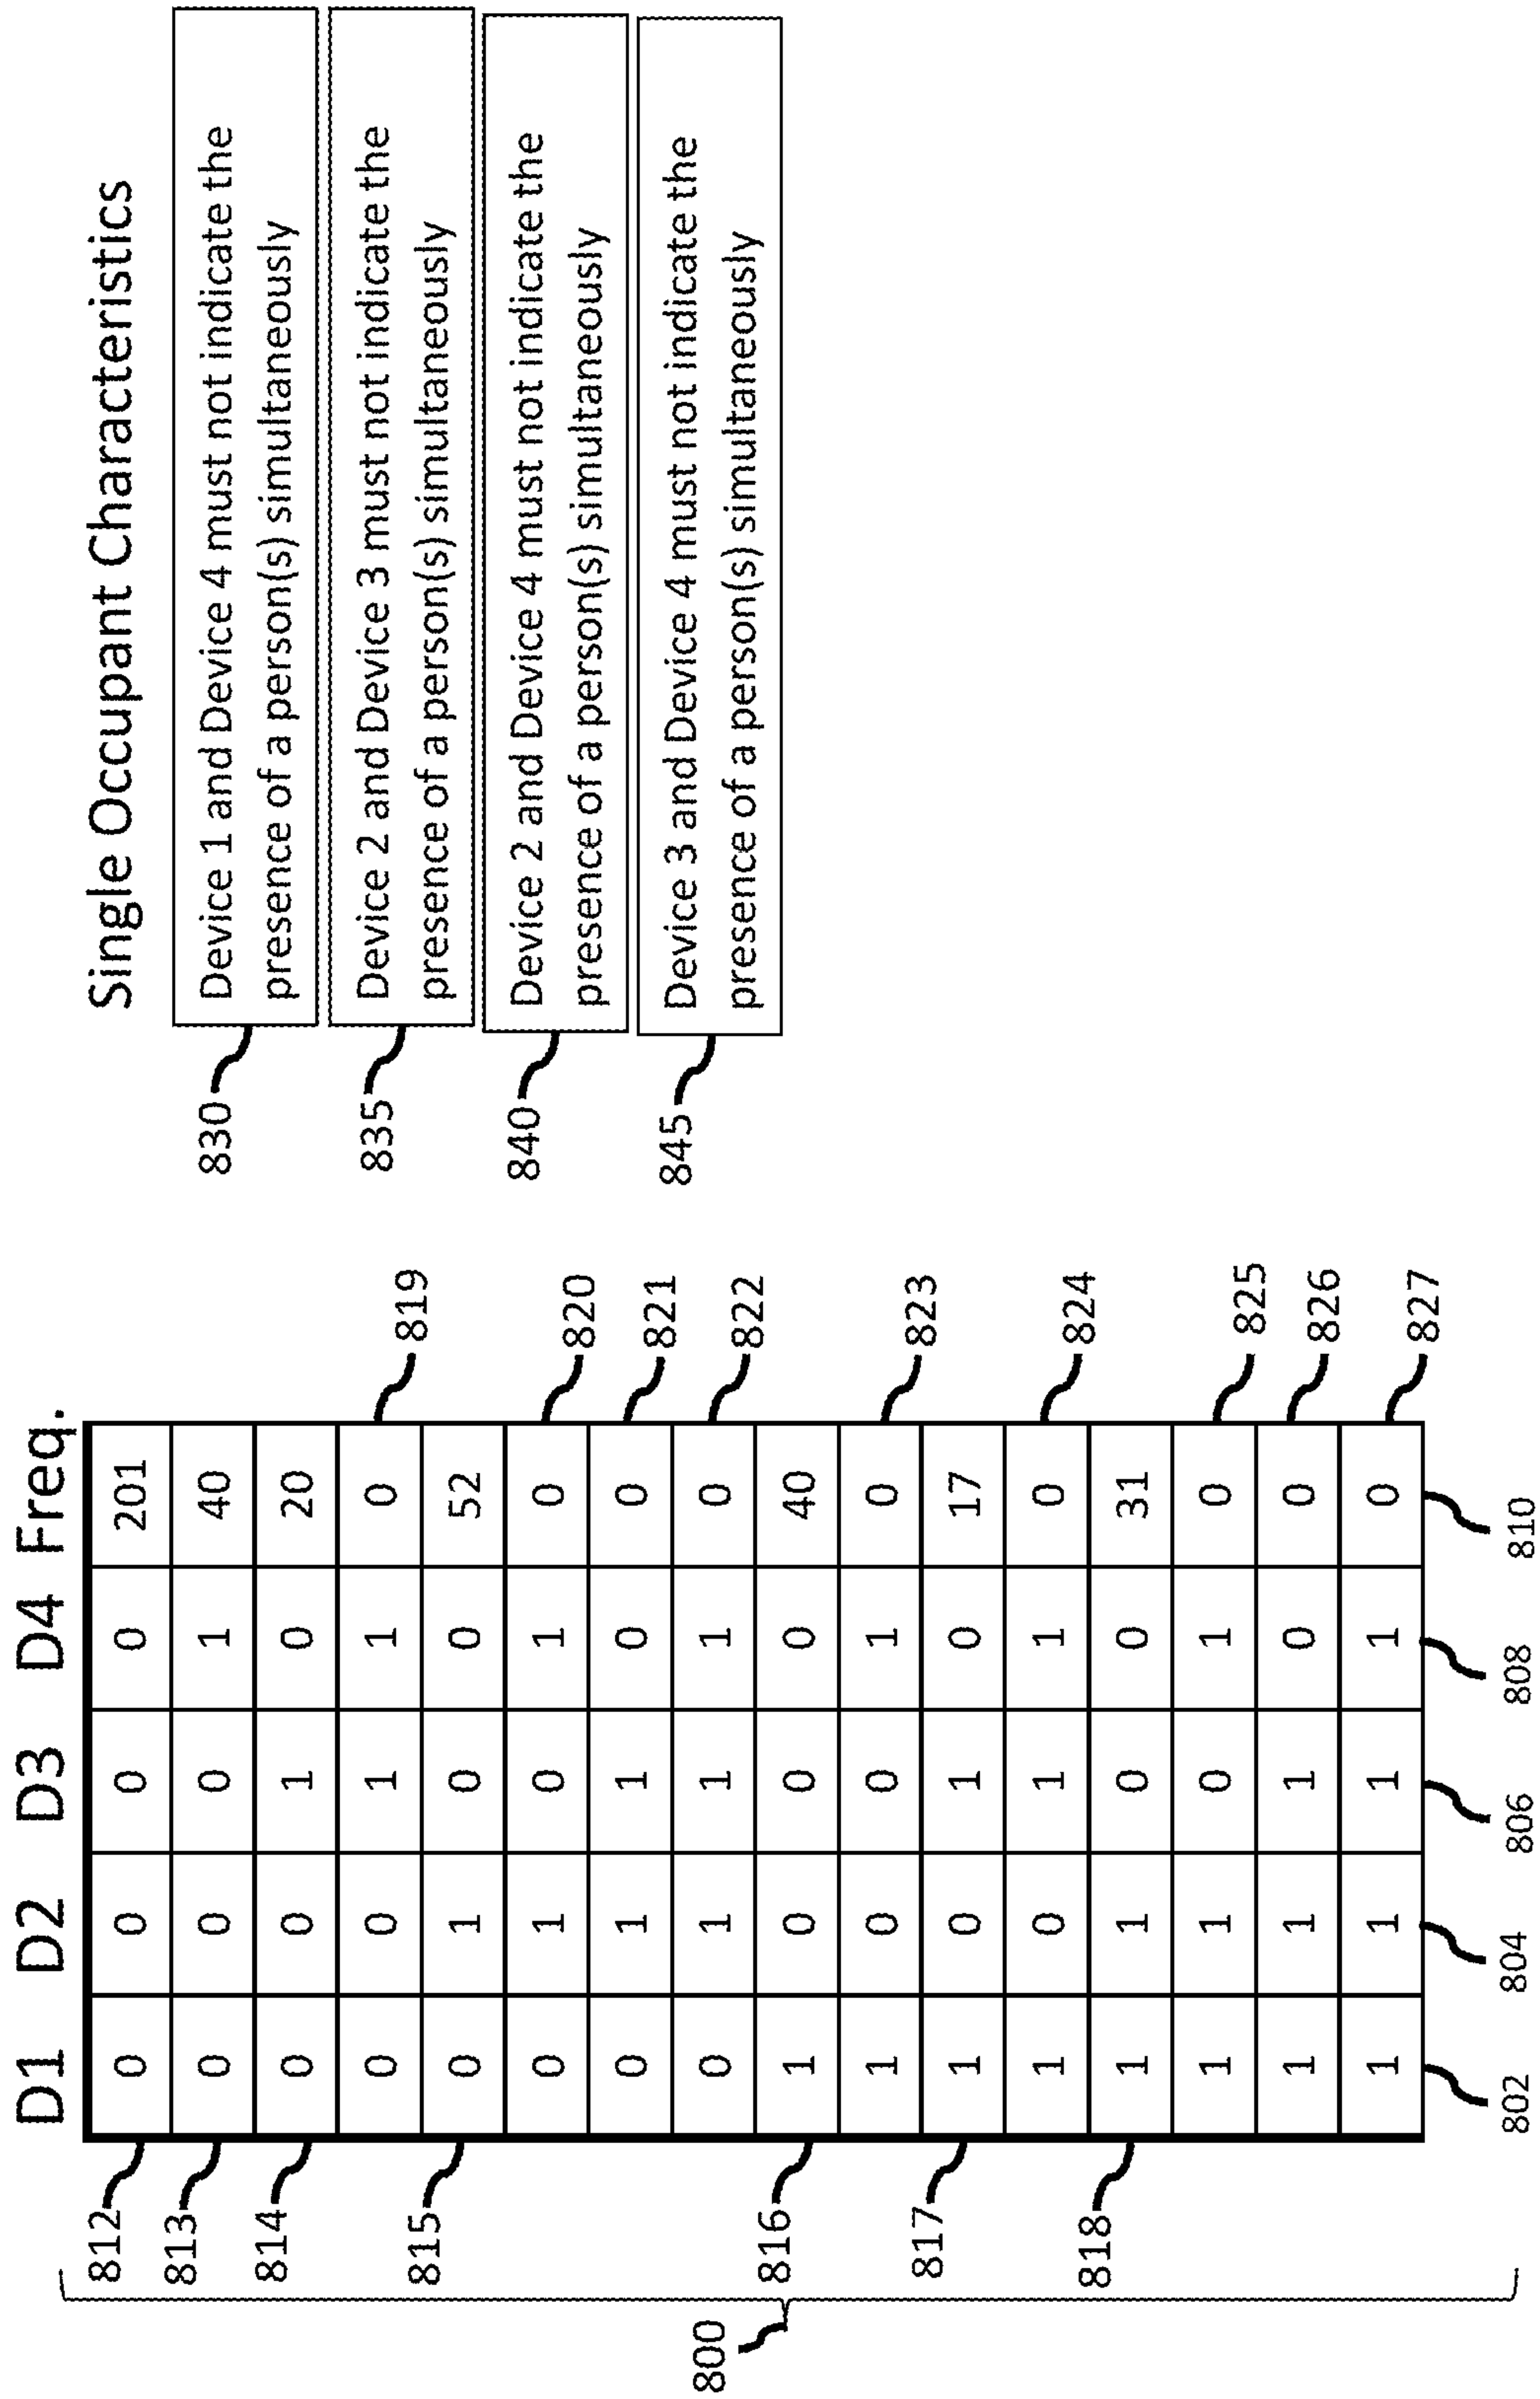 D1 D2 D3 D4 Freq.
812 0 0 0 0 201
813 0 0 0 1 40
814 0 0 1 0 20
0 0 1 1 0 819
815 0 1 0 0 52
0 1 0 1 0 820
0 1 1 0 0 821
0 1 1 1 0 822
816 1 0 0 0 40
1 0 0 1 0 823
817 1 0 1 0 17
1 0 1 1 0 824
818 1 1 0 0 31
1 1 0 1 0 825
1 1 1 0 0 826
1 1 1 1 0 827
800
802 804 806 808 810
Single Occupant Characteristics
830
Device 1 and Device 4 must not indicate the
presence of a person(s) simultaneously
835
Device 2 and Device 3 must not indicate the
presence of a person(s) simultaneously
840
Device 2 and Device 4 must not indicate the
presence of a person(s) simultaneously
845
Device 3 and Device 4 must not indicate the
presence of a person(s) simultaneously